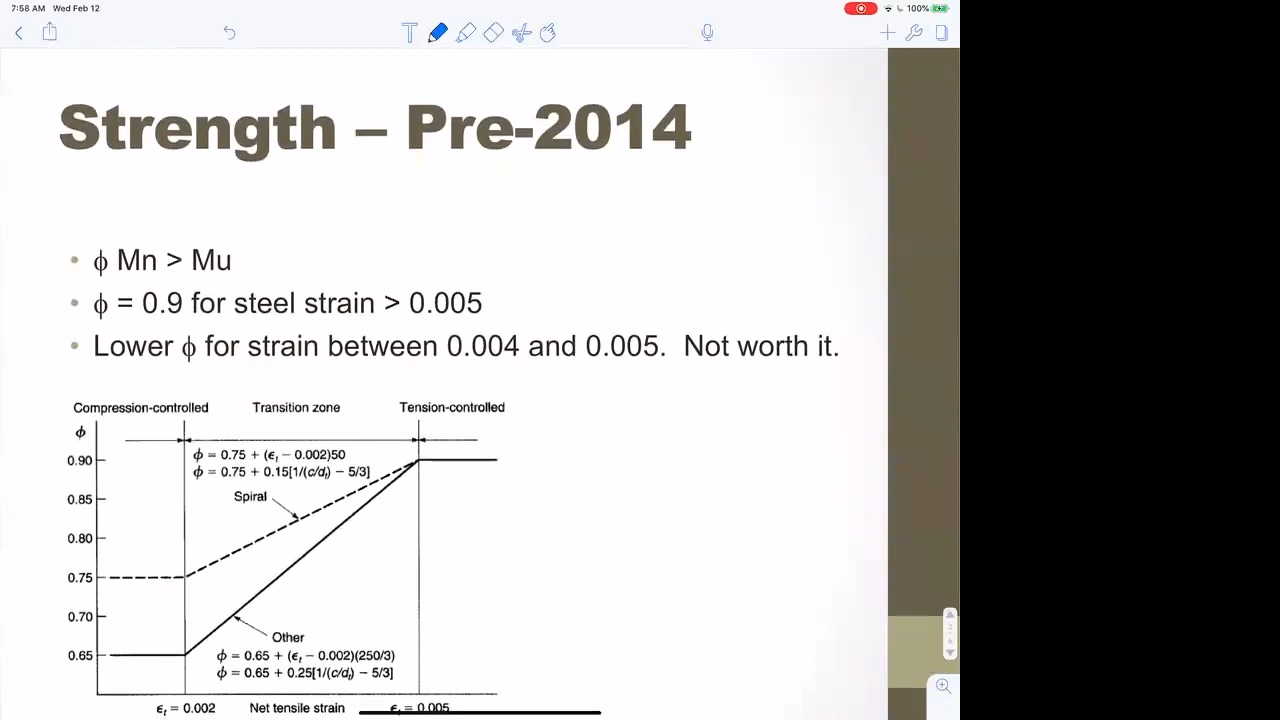 7:58 AM Wed Feb 12
100%
T
Strength – Pre-2014
• ϕ Mn > Mu
• ϕ = 0.9 for steel strain > 0.005
• Lower ϕ for strain between 0.004 and 0.005. Not worth it.
Compression-controlled Transition zone Tension-controlled
ϕ
ϕ = 0.75 + (ϵt − 0.002)50
0.90
ϕ = 0.75 + 0.15[1/(c/dt) − 5/3]
Spiral
0.85
0.80
0.75
0.70
Other
0.65
ϕ = 0.65 + (ϵt − 0.002)(250/3)
ϕ = 0.65 + 0.25[1/(c/dt) − 5/3]
ϵt = 0.002 Net tensile strain ϵt = 0.005